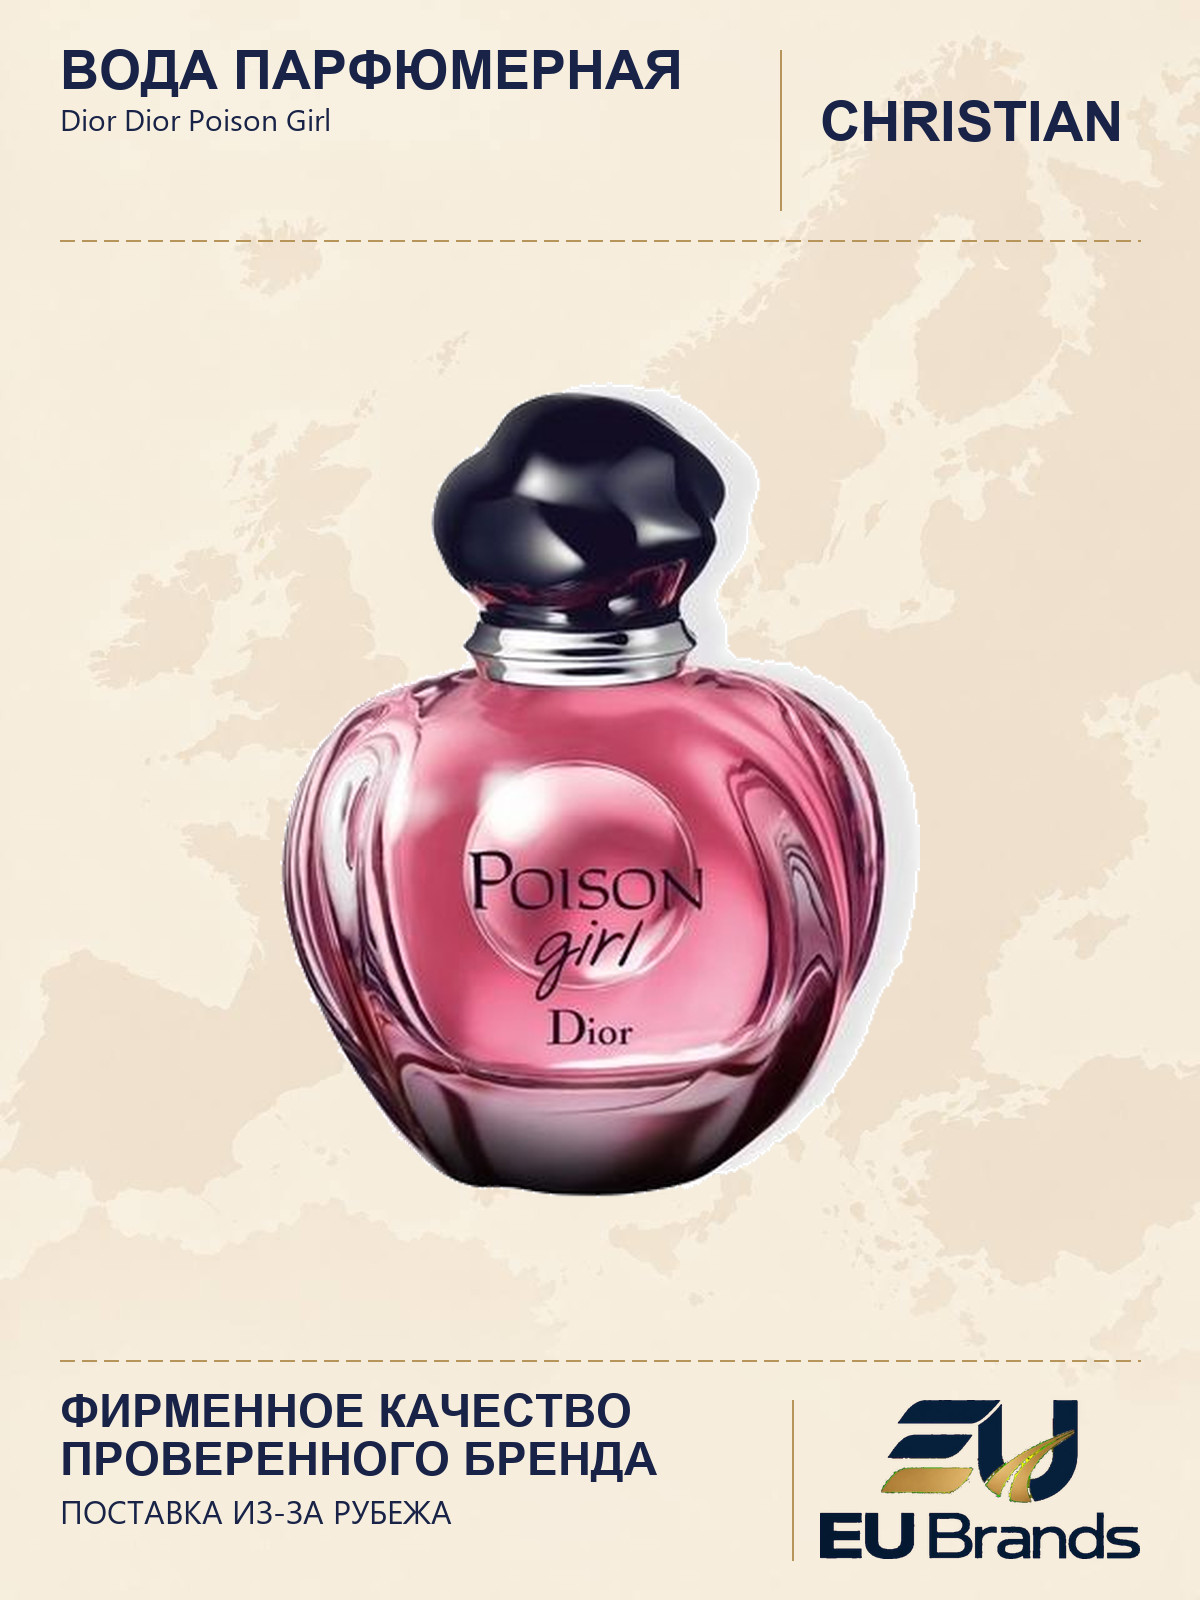 ВОДА ПАРФЮМЕРНАЯ
Dior Dior Poison Girl
CHRISTIAN
POISON
girl
Dior
ФИРМЕННОЕ КАЧЕСТВО
ПРОВЕРЕННОГО БРЕНДА
ПОСТАВКА ИЗ-ЗА РУБЕЖА
EU
EU Brands